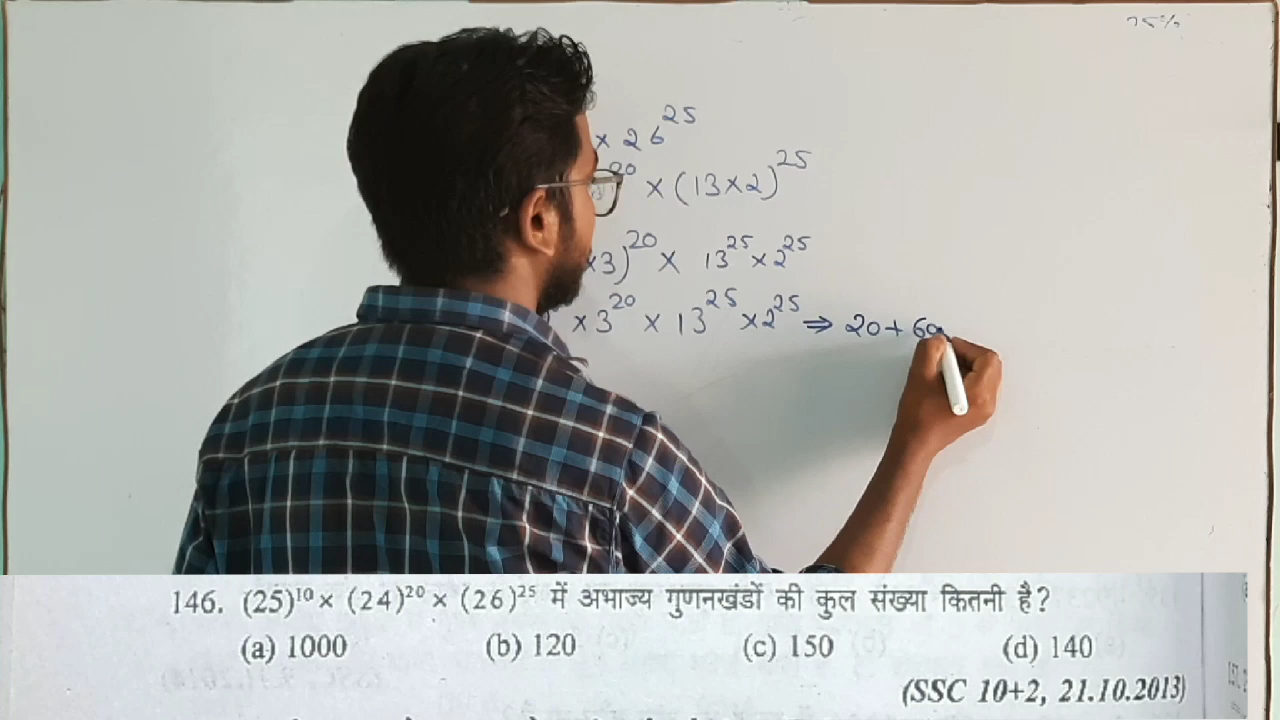 25%
× 26^25
20 × (13×2)^25
×3)^20 × 13^25 ×2^25
×3^20 × 13^25 ×2^25 ⇒ 20+60
146. (25)¹⁰× (24)²⁰ × (26)²⁵ में अभाज्य गुणनखंडों की कुल संख्या कितनी है?
(a) 1000 (b) 120 (c) 150 (d) 140
(SSC 10+2, 21.10.2013)